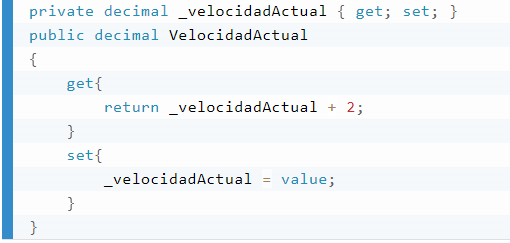 private decimal _velocidadActual { get; set; }
public decimal VelocidadActual
{
    get{
        return _velocidadActual + 2;
    }
    set{
        _velocidadActual = value;
    }
}